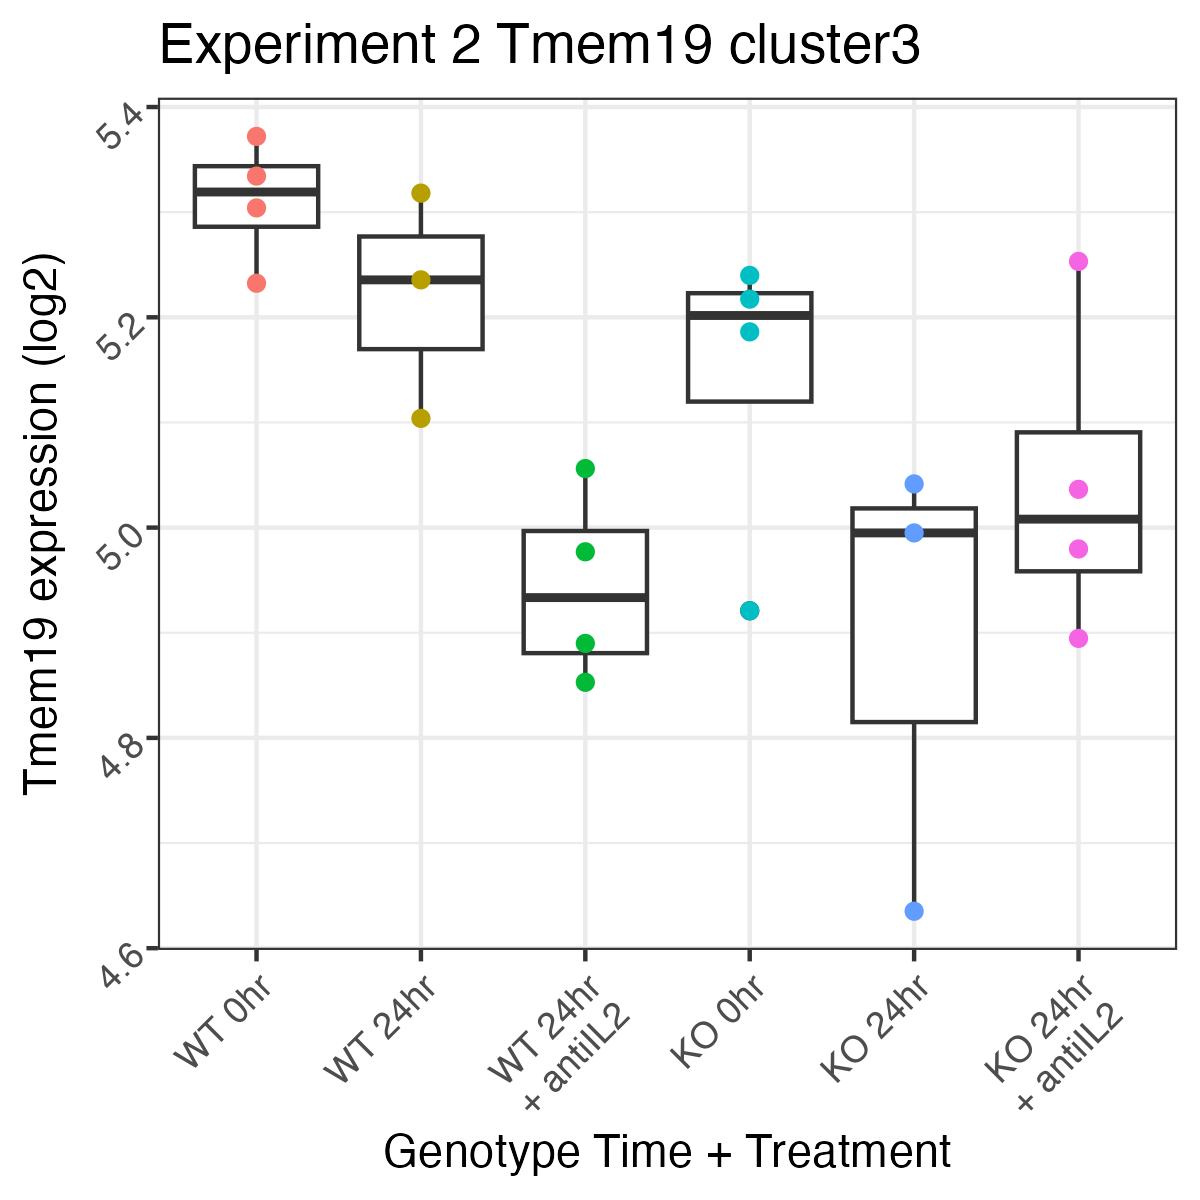 Experiment 2 Tmem19 cluster3
Tmem19 expression (log2)
5.4
5.2
5.0
4.8
4.6
WT 0hr
WT 24hr
WT 24hr
+ antiIL2
KO 0hr
KO 24hr
KO 24hr
+ antiIL2
Genotype Time + Treatment